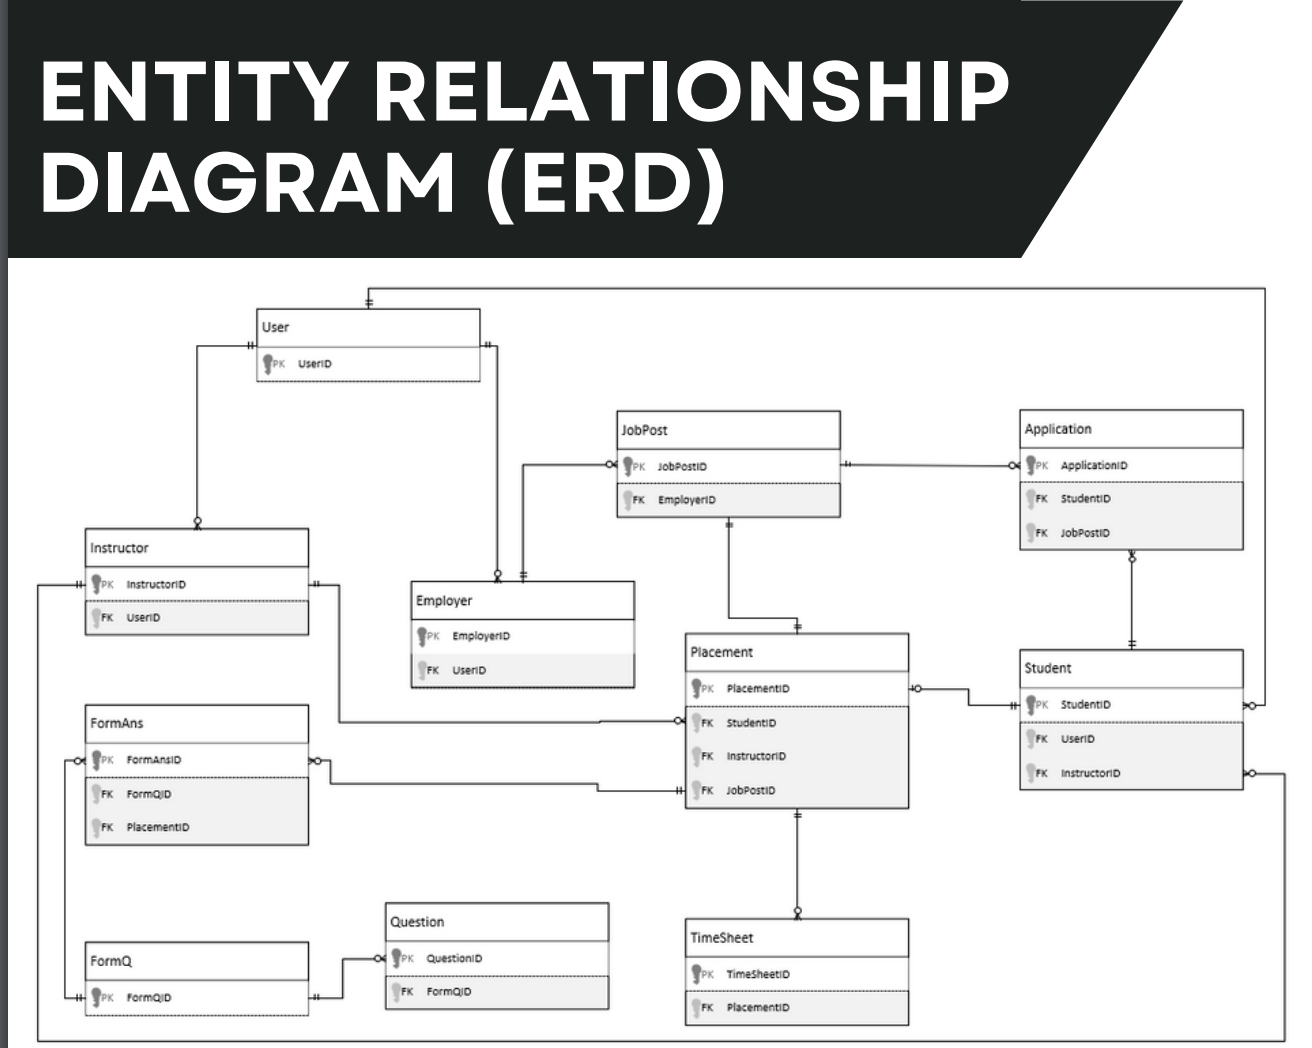 ENTITY RELATIONSHIP
DIAGRAM (ERD)
User
PK UserID
JobPost
PK JobPostID
FK EmployerID
Application
PK ApplicationID
FK StudentID
FK JobPostID
Instructor
PK InstructorID
FK UserID
Employer
PK EmployerID
FK UserID
Placement
PK PlacementID
FK StudentID
FK InstructorID
FK JobPostID
Student
PK StudentID
FK UserID
FK InstructorID
FormAns
PK FormAnsID
FK FormQID
FK PlacementID
Question
PK QuestionID
FK FormQID
FormQ
PK FormQID
TimeSheet
PK TimeSheetID
FK PlacementID